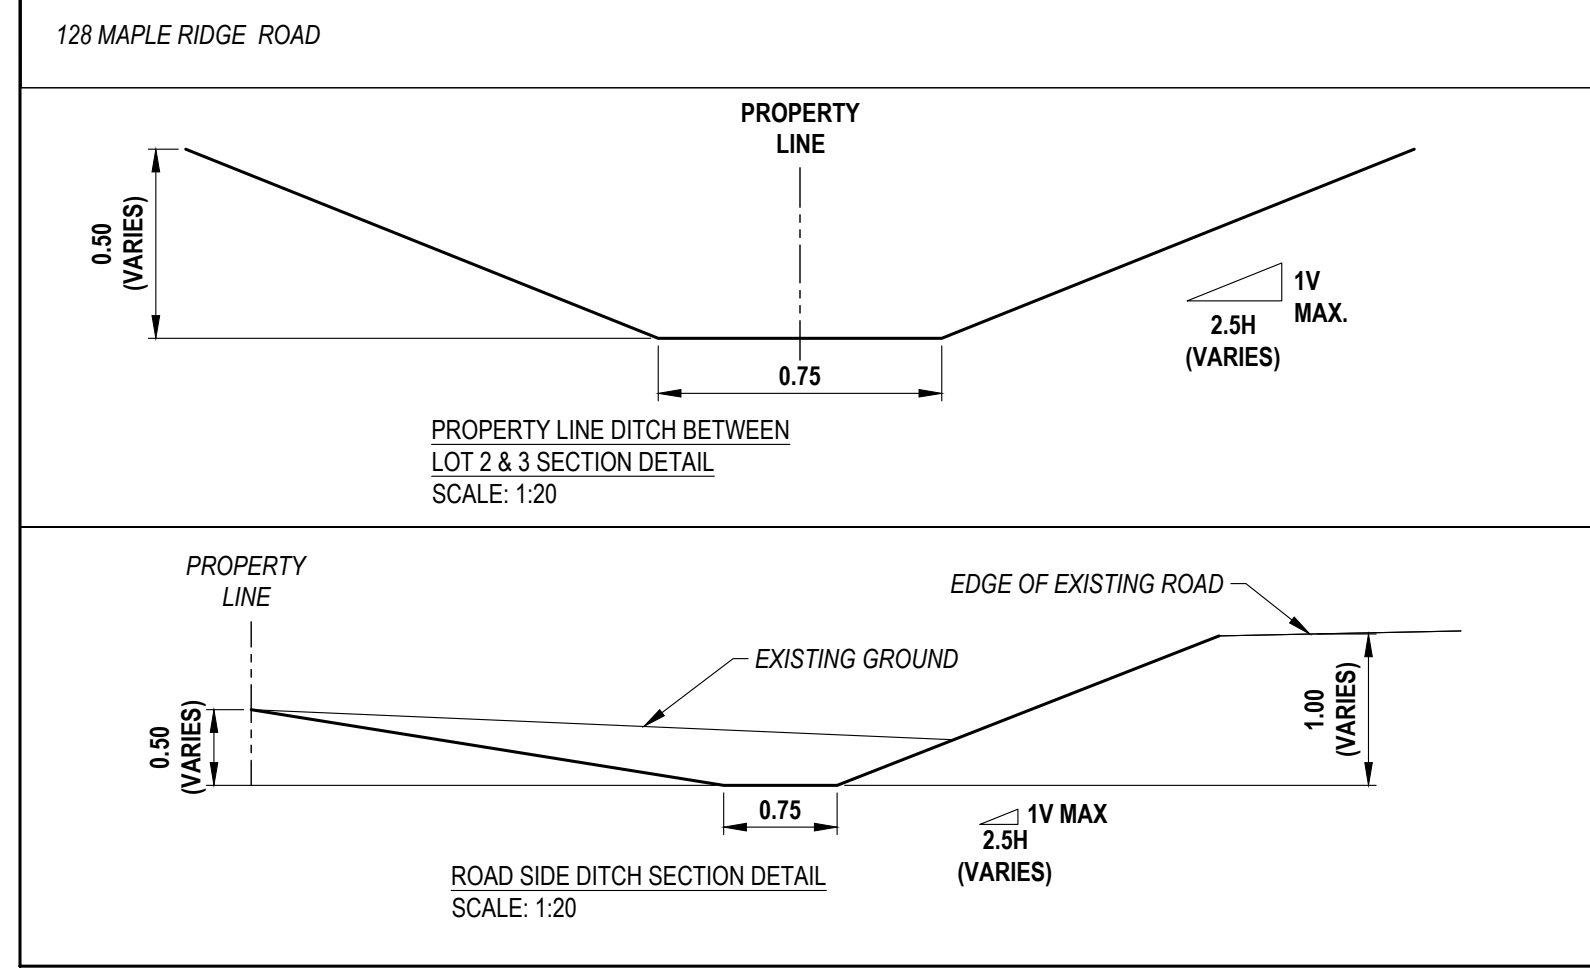 128 MAPLE RIDGE ROAD
PROPERTY
LINE
0.50
(VARIES)
1V
MAX.
2.5H
(VARIES)
0.75
PROPERTY LINE DITCH BETWEEN
LOT 2 & 3 SECTION DETAIL
SCALE: 1:20
PROPERTY
LINE
EDGE OF EXISTING ROAD
EXISTING GROUND
0.50
(VARIES)
1.00
(VARIES)
0.75
1V MAX
2.5H
(VARIES)
ROAD SIDE DITCH SECTION DETAIL
SCALE: 1:20